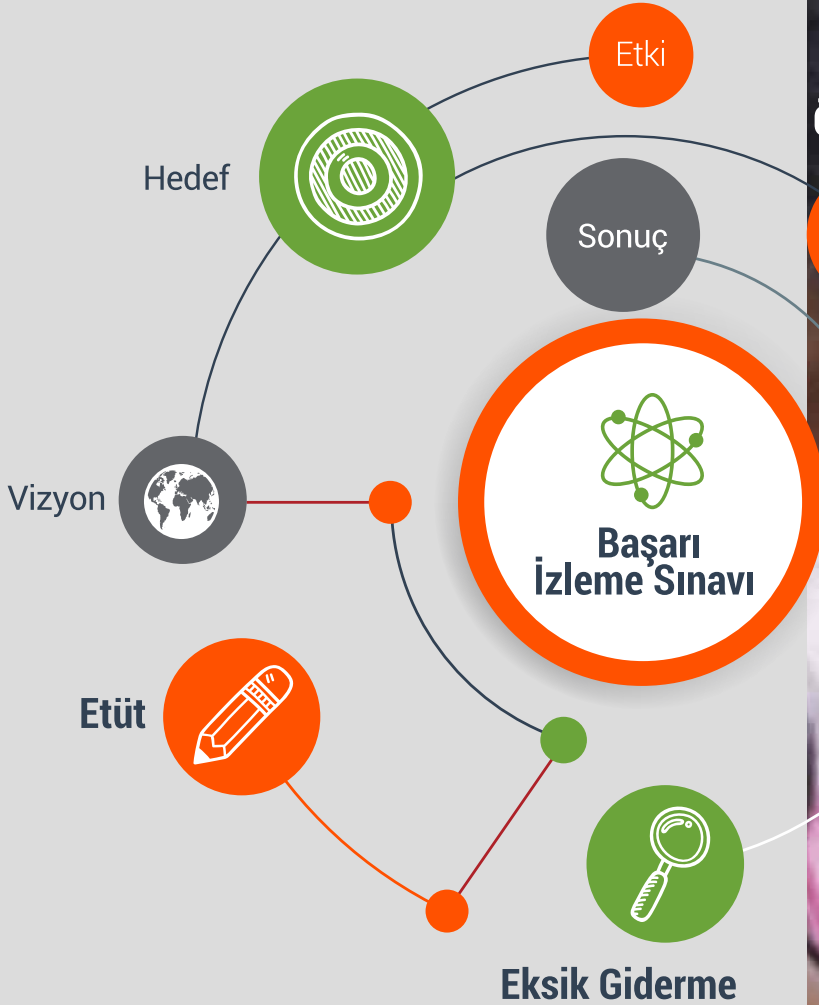 Etki
Hedef
Sonuç
Başarı
İzleme Sınavı
Vizyon
Etüt
Eksik Giderme